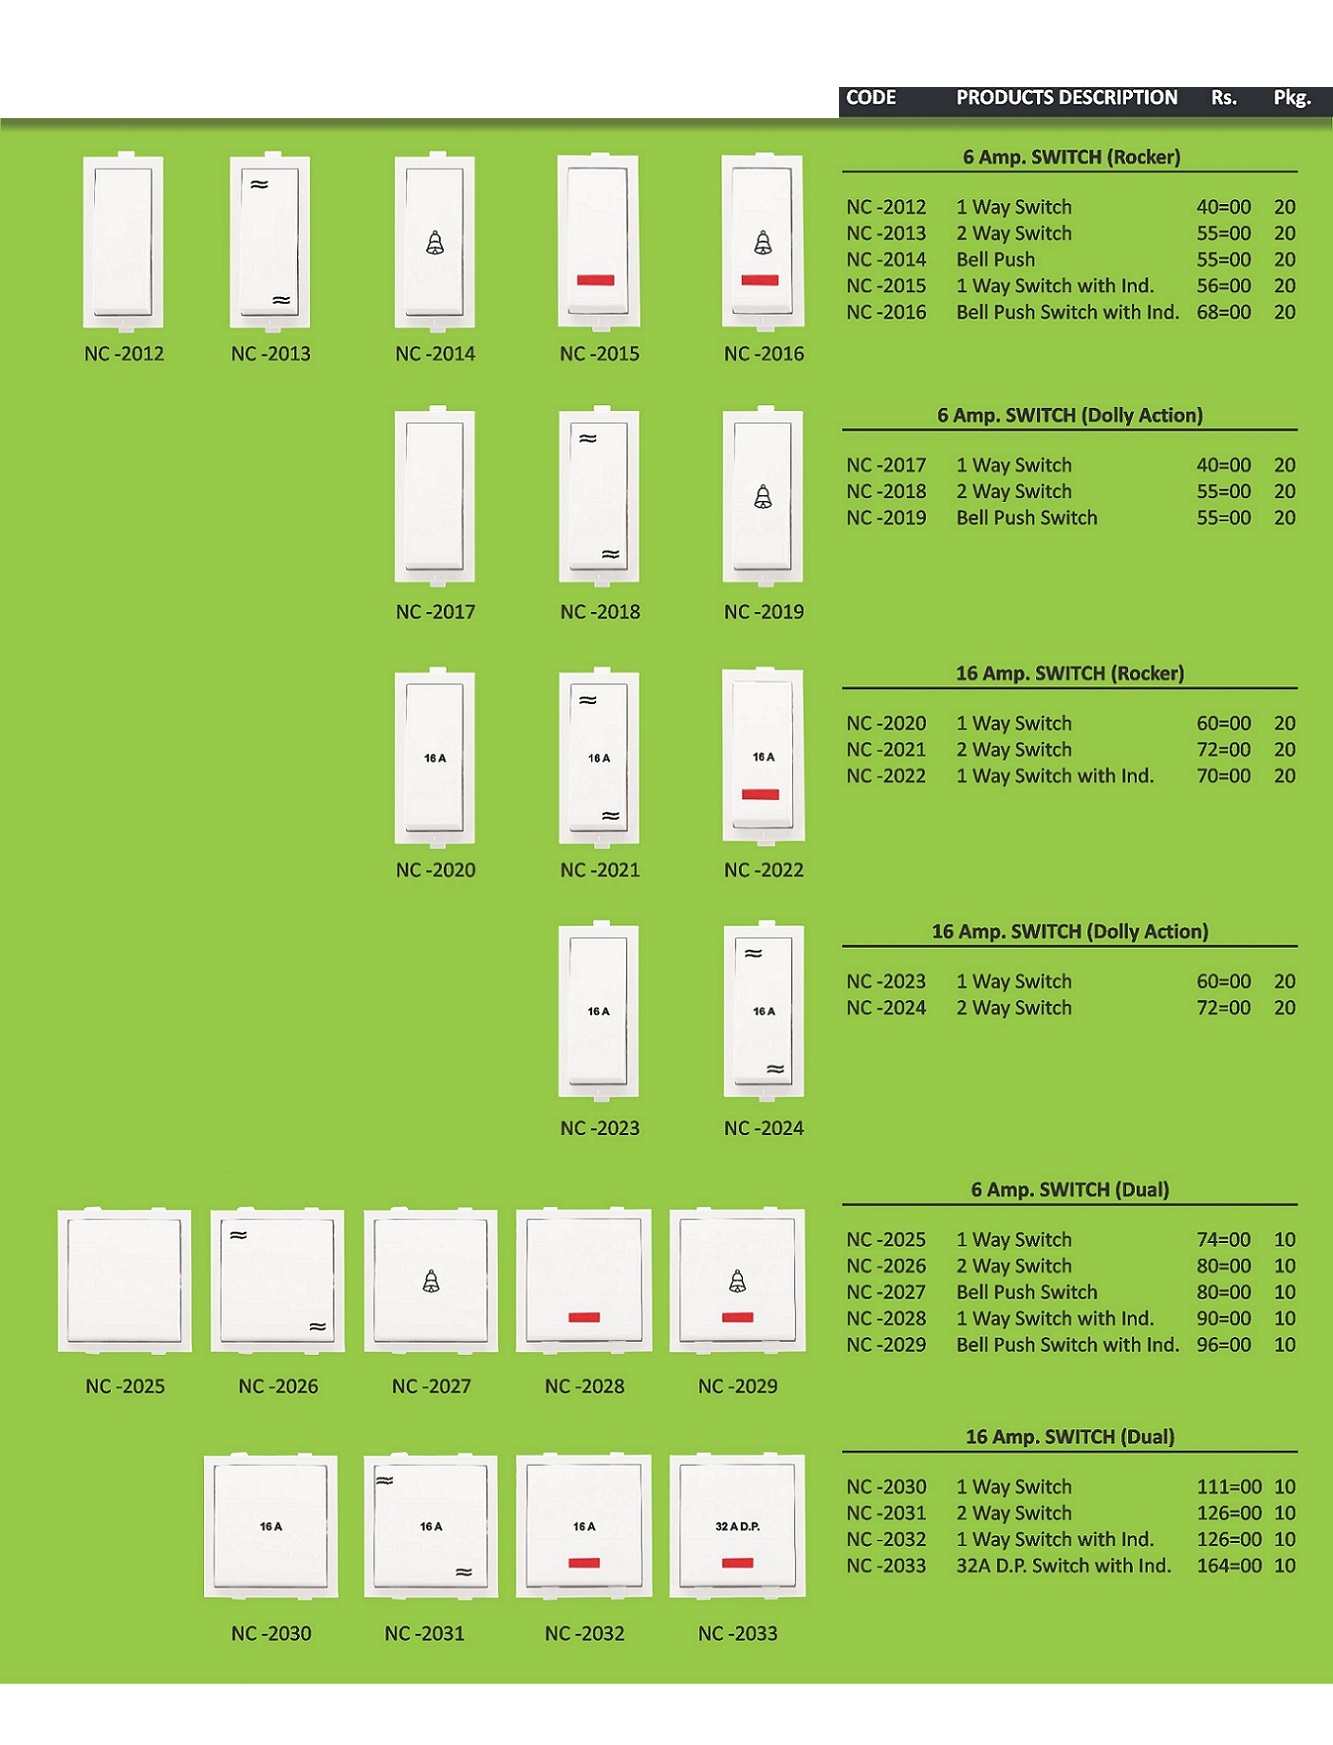 CODE PRODUCTS DESCRIPTION Rs. Pkg.
6 Amp. SWITCH (Rocker)
NC -2012 1 Way Switch 40=00 20
NC -2013 2 Way Switch 55=00 20
NC -2014 Bell Push 55=00 20
NC -2015 1 Way Switch with Ind. 56=00 20
NC -2016 Bell Push Switch with Ind. 68=00 20
NC -2012 NC -2013 NC -2014 NC -2015 NC -2016
6 Amp. SWITCH (Dolly Action)
NC -2017 1 Way Switch 40=00 20
NC -2018 2 Way Switch 55=00 20
NC -2019 Bell Push Switch 55=00 20
NC -2017 NC -2018 NC -2019
16 Amp. SWITCH (Rocker)
NC -2020 1 Way Switch 60=00 20
NC -2021 2 Way Switch 72=00 20
NC -2022 1 Way Switch with Ind. 70=00 20
16 A 16 A 16 A
NC -2020 NC -2021 NC -2022
16 Amp. SWITCH (Dolly Action)
NC -2023 1 Way Switch 60=00 20
NC -2024 2 Way Switch 72=00 20
16 A 16 A
NC -2023 NC -2024
6 Amp. SWITCH (Dual)
NC -2025 1 Way Switch 74=00 10
NC -2026 2 Way Switch 80=00 10
NC -2027 Bell Push Switch 80=00 10
NC -2028 1 Way Switch with Ind. 90=00 10
NC -2029 Bell Push Switch with Ind. 96=00 10
NC -2025 NC -2026 NC -2027 NC -2028 NC -2029
16 Amp. SWITCH (Dual)
NC -2030 1 Way Switch 111=00 10
NC -2031 2 Way Switch 126=00 10
NC -2032 1 Way Switch with Ind. 126=00 10
NC -2033 32A D.P. Switch with Ind. 164=00 10
16 A 16 A 16 A 32 A D.P.
NC -2030 NC -2031 NC -2032 NC -2033